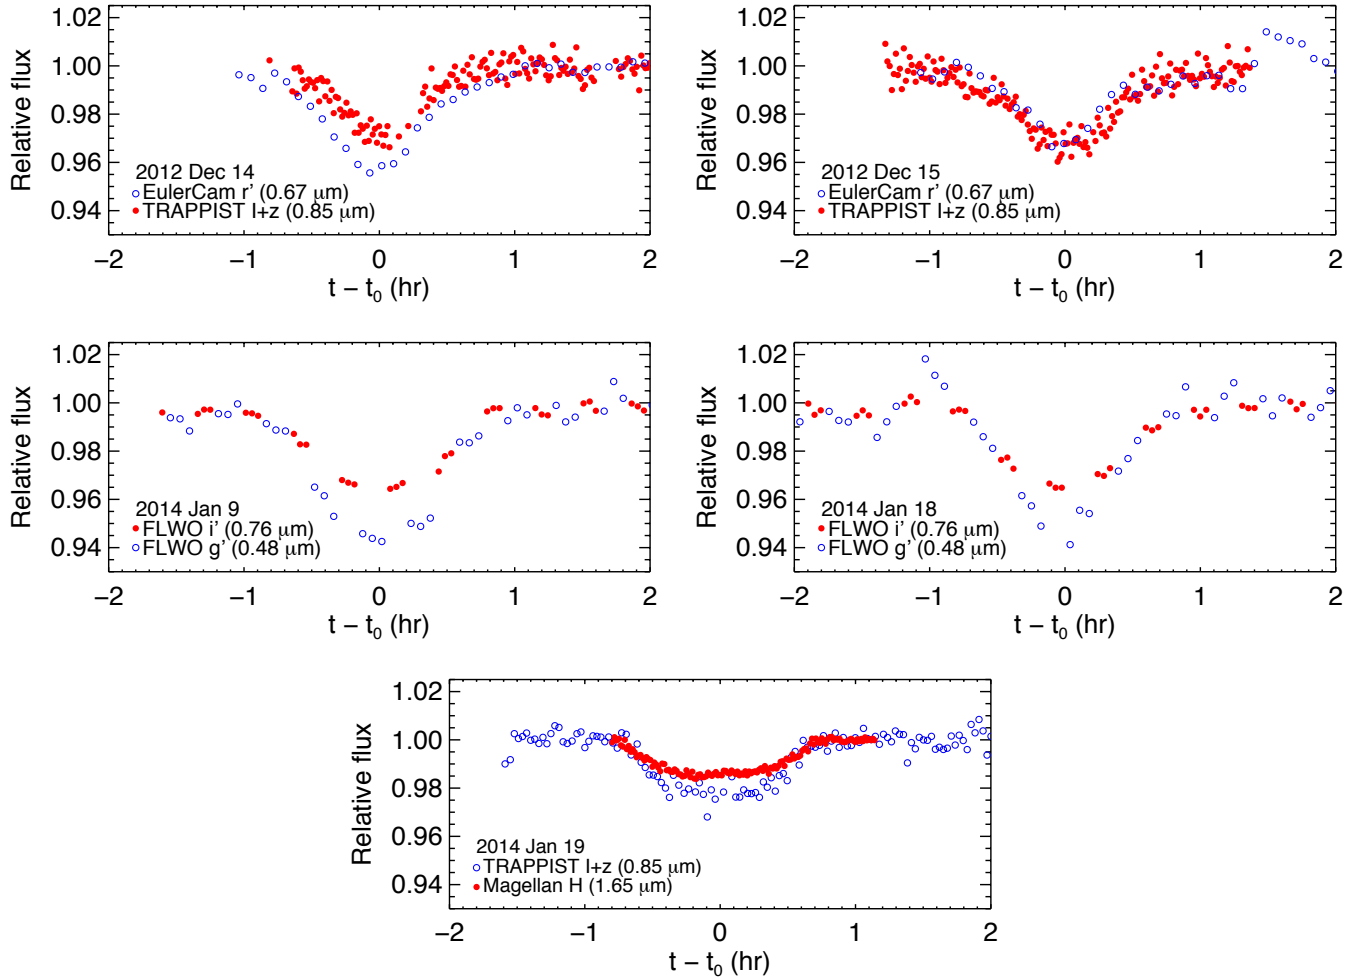 1.02
1.00
0.98
0.96
0.94
Relative flux
2012 Dec 14
EulerCam r' (0.67 μm)
TRAPPIST I+z (0.85 μm)
−2 −1 0 1 2
t − t0 (hr)
1.02
1.00
0.98
0.96
0.94
Relative flux
2012 Dec 15
EulerCam r' (0.67 μm)
TRAPPIST I+z (0.85 μm)
−2 −1 0 1 2
t − t0 (hr)
1.02
1.00
0.98
0.96
0.94
Relative flux
2014 Jan 9
FLWO i' (0.76 μm)
FLWO g' (0.48 μm)
−2 −1 0 1 2
t − t0 (hr)
1.02
1.00
0.98
0.96
0.94
Relative flux
2014 Jan 18
FLWO i' (0.76 μm)
FLWO g' (0.48 μm)
−2 −1 0 1 2
t − t0 (hr)
1.02
1.00
0.98
0.96
0.94
Relative flux
2014 Jan 19
TRAPPIST I+z (0.85 μm)
Magellan H (1.65 μm)
−2 −1 0 1 2
t − t0 (hr)